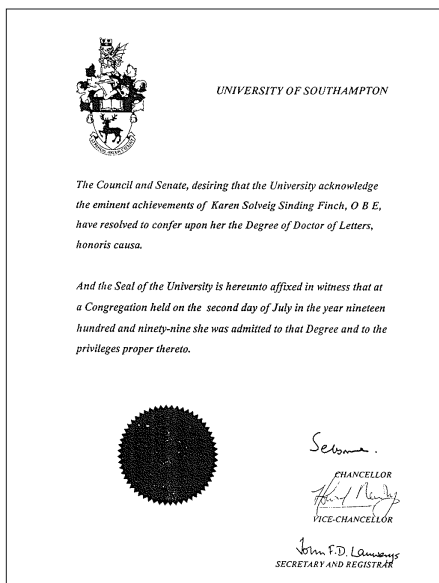 UNIVERSITY OF SOUTHAMPTON
The Council and Senate, desiring that the University acknowledge
the eminent achievements of Karen Solveig Sinding Finch, O B E,
have resolved to confer upon her the Degree of Doctor of Letters,
honoris causa.
And the Seal of the University is hereunto affixed in witness that at
a Congregation held on the second day of July in the year nineteen
hundred and ninety-nine she was admitted to that Degree and to the
privileges proper thereto.
CHANCELLOR
VICE-CHANCELLOR
John F.D. Lauwerys
SECRETARY AND REGISTRAR